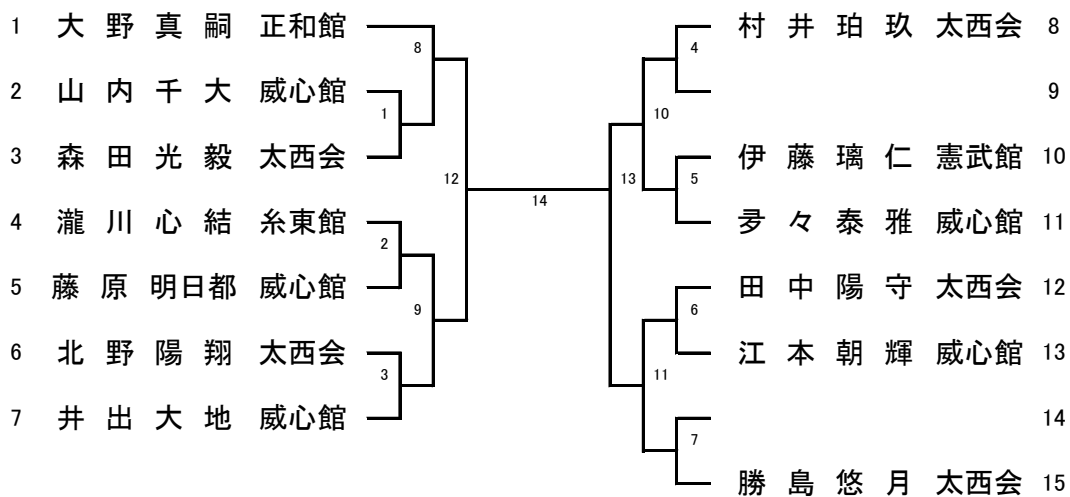 1 大野真嗣 正和館
2 山内千大 威心館
3 森田光毅 太西会
4 瀧川心結 糸東館
5 藤原明日都 威心館
6 北野陽翔 太西会
7 井出大地 威心館
8
1
12
2
9
3
14
4
10
13
5
6
11
7
村井珀玖 太西会 8
9
伊藤璃仁 憲武館 10
夛々泰雅 威心館 11
田中陽守 太西会 12
江本朝輝 威心館 13
14
勝島悠月 太西会 15